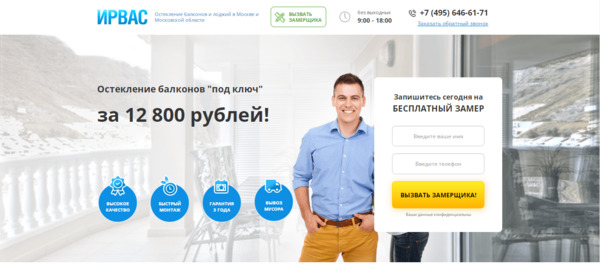 ИРВАС
Остекление балконов и лоджий в Москве и
Московской области
ВЫЗВАТЬ
ЗАМЕРЩИКА
Без выходных
9:00 - 18:00
+7 (495) 646-61-71
Заказать обратный звонок
Остекление балконов "под ключ"
за 12 800 рублей!
ВЫСОКОЕ
КАЧЕСТВО
БЫСТРЫЙ
МОНТАЖ
ГАРАНТИЯ
3 ГОДА
ВЫВОЗ
МУСОРА
Запишитесь сегодня на
БЕСПЛАТНЫЙ ЗАМЕР
Введите ваше имя
Введите телефон
ВЫЗВАТЬ ЗАМЕРЩИКА!
Ваши данные конфиденциальны